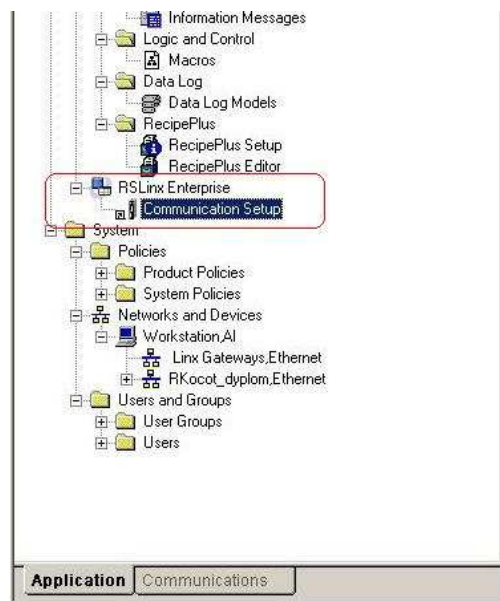 Information Messages
Logic and Control
Macros
Data Log
Data Log Models
RecipePlus
RecipePlus Setup
RecipePlus Editor
RSLinx Enterprise
Communication Setup
System
Policies
Product Policies
System Policies
Networks and Devices
Workstation,AI
Linx Gateways,Ethernet
RKocot_dyplom,Ethernet
Users and Groups
User Groups
Users
Application Communications